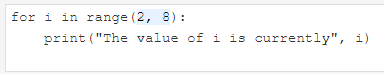 for i in range(2, 8):
    print("The value of i is currently", i)